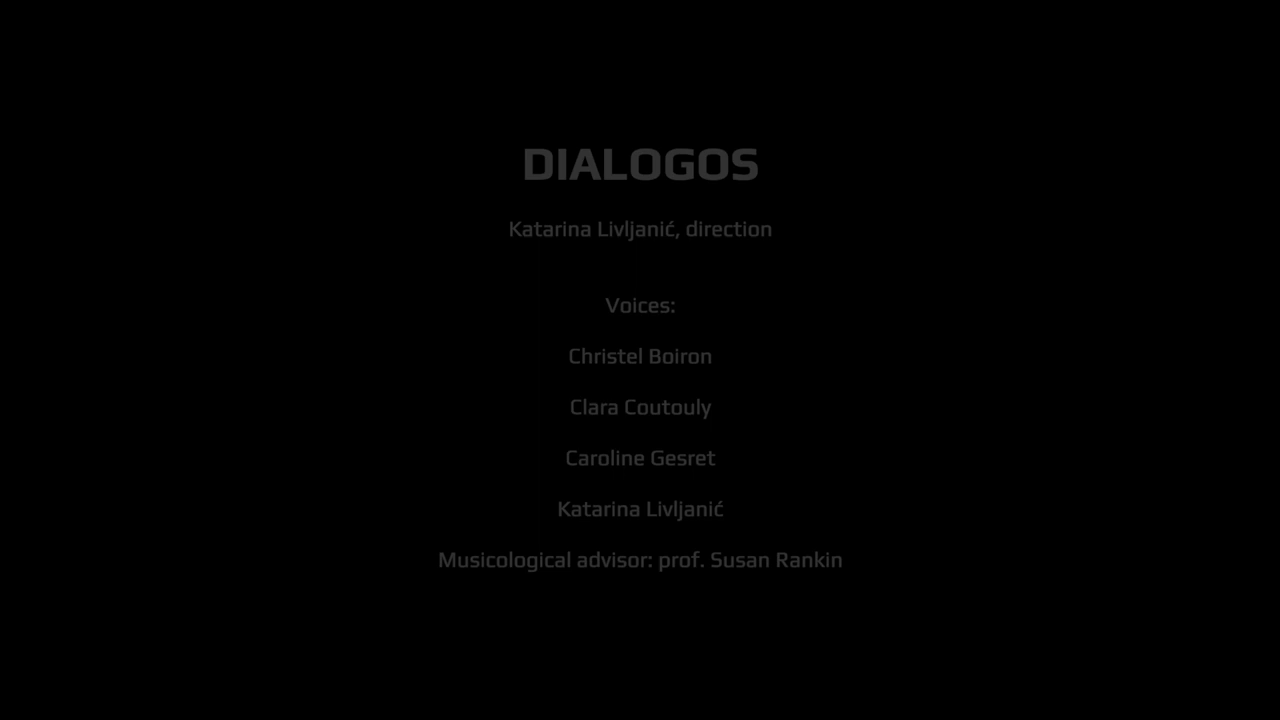 DIALOGOS
Katarina Livljanić, direction
Voices:
Christel Boiron
Clara Coutouly
Caroline Gesret
Katarina Livljanić
Musicological advisor: prof. Susan Rankin